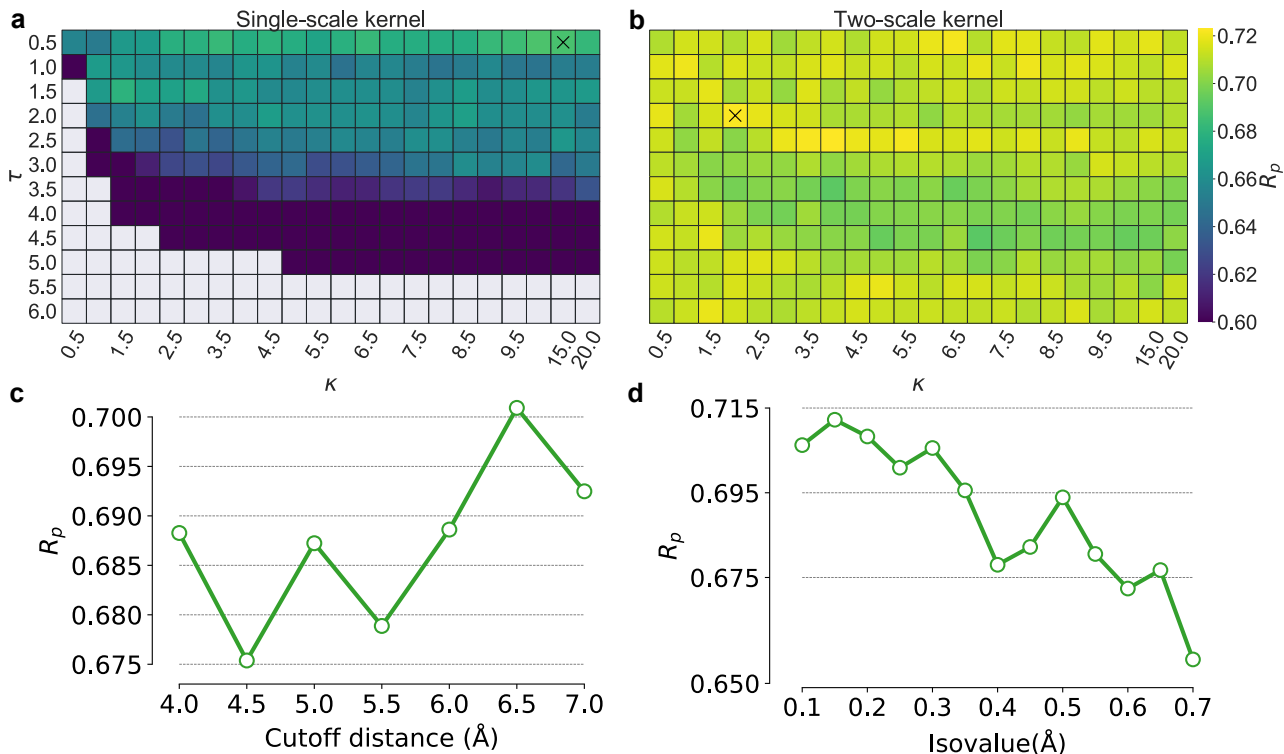 a
Single-scale kernel
b
Two-scale kernel
0.5
1.0
1.5
2.0
2.5
3.0
3.5
4.0
4.5
5.0
5.5
6.0
τ
0.72
0.70
0.68
0.66
0.64
0.62
0.60
R_p
0.5 1.5 2.5 3.5 4.5 5.5 6.5 7.5 8.5 9.5 15.0 20.0
κ
0.5 1.5 2.5 3.5 4.5 5.5 6.5 7.5 8.5 9.5 15.0 20.0
κ
c
0.700
0.695
0.690
0.685
0.680
0.675
R_p
4.0 4.5 5.0 5.5 6.0 6.5 7.0
Cutoff distance (Å)
d
0.715
0.695
0.675
0.650
R_p
0.1 0.2 0.3 0.4 0.5 0.6 0.7
Isovalue(Å)